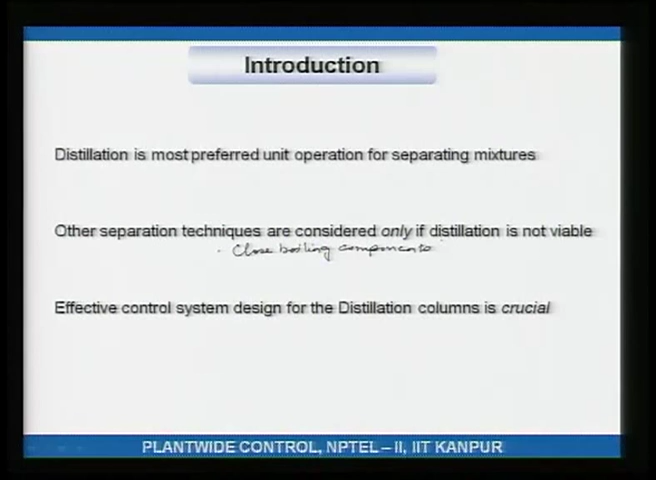 Introduction
Distillation is most preferred unit operation for separating mixtures
Other separation techniques are considered only if distillation is not viable
- Close boiling components
Effective control system design for the Distillation columns is crucial
PLANTWIDE CONTROL, NPTEL – II, IIT KANPUR